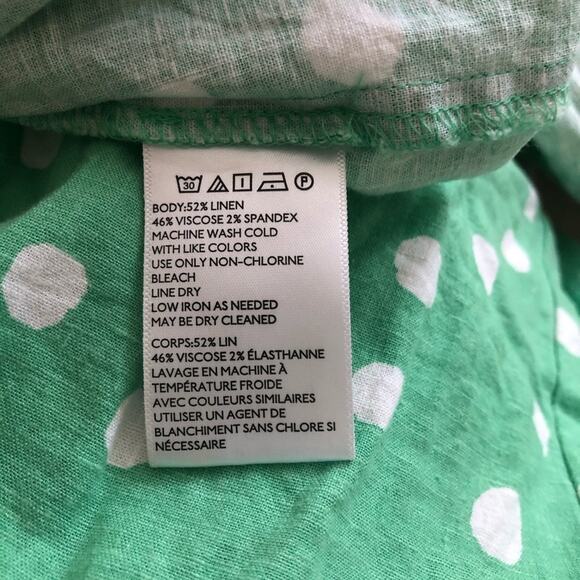 30 P
BODY:52% LINEN
46% VISCOSE 2% SPANDEX
MACHINE WASH COLD
WITH LIKE COLORS
USE ONLY NON-CHLORINE
BLEACH
LINE DRY
LOW IRON AS NEEDED
MAY BE DRY CLEANED
CORPS:52% LIN
46% VISCOSE 2% ÉLASTHANNE
LAVAGE EN MACHINE À
TEMPÉRATURE FROIDE
AVEC COULEURS SIMILAIRES
UTILISER UN AGENT DE
BLANCHIMENT SANS CHLORE SI
NÉCESSAIRE